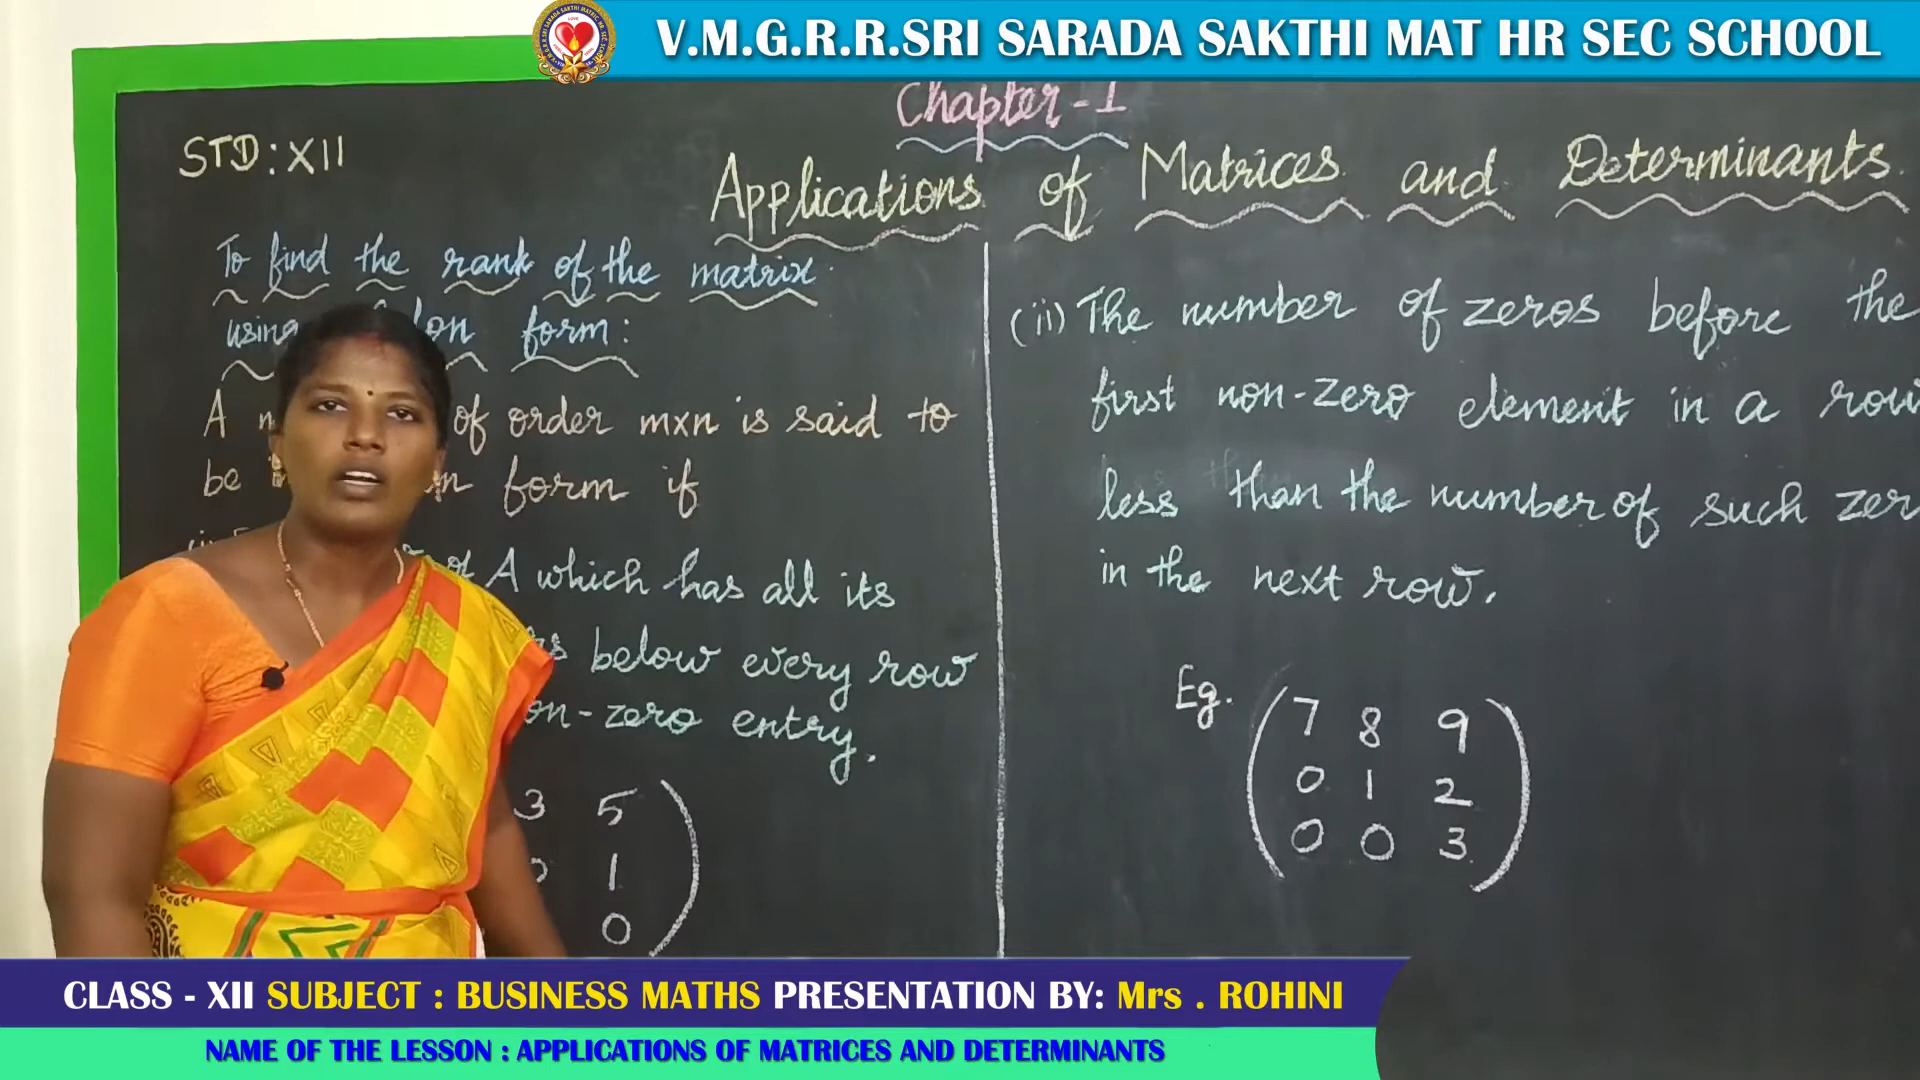 V.M.G.R.R.SRI SARADA SAKTHI MAT HR SEC SCHOOL
Chapter-1
STD: XII
Applications of Matrices and Determinants.
To find the rank of the matrix
using form:
A of order mxn is said to
be form if
of A which has all its
below every row
non-zero entry.
3 5
1
0
(ii) The number of zeros before the
first non-zero element in a row
less than the number of such
in the next row.
Eg. 7 8 9
0 1 2
0 0 3
CLASS - XII SUBJECT : BUSINESS MATHS PRESENTATION BY: Mrs . ROHINI
NAME OF THE LESSON : APPLICATIONS OF MATRICES AND DETERMINANTS